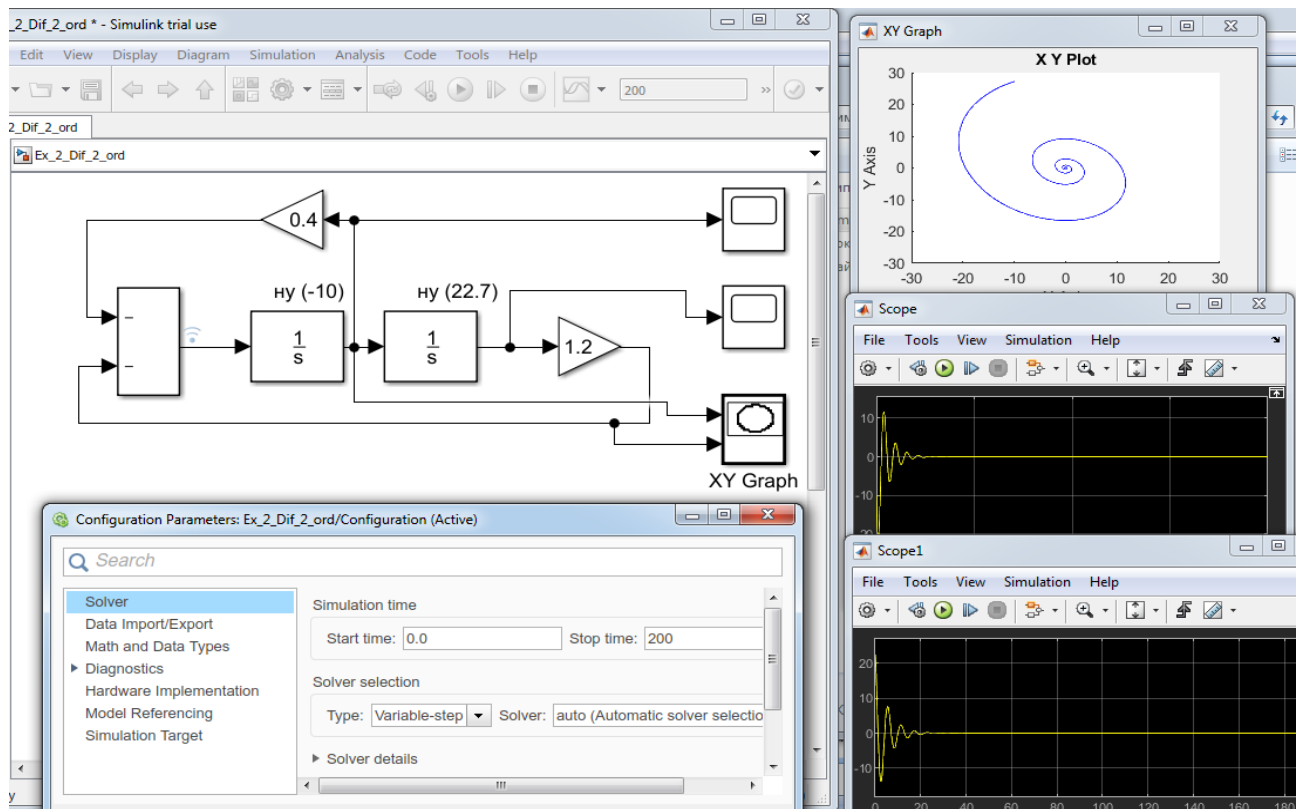 _2_Dif_2_ord * - Simulink trial use
Edit View Display Diagram Simulation Analysis Code Tools Help
200
»
2_Dif_2_ord
Ex_2_Dif_2_ord
0.4
ну (-10)
ну (22.7)
–
–
1
s
1
s
1.2
XY Graph
Configuration Parameters: Ex_2_Dif_2_ord/Configuration (Active)
Search
Solver
Data Import/Export
Math and Data Types
Diagnostics
Hardware Implementation
Model Referencing
Simulation Target
Simulation time
Start time: 0.0 Stop time: 200
Solver selection
Type: Variable-step Solver: auto (Automatic solver selectio
Solver details
XY Graph
X Y Plot
Y Axis
30
20
10
0
-10
-20
-30
-30 -20 -10 0 10 20 30
Scope
File Tools View Simulation Help
10
0
-10
-20
Scope1
File Tools View Simulation Help
20
10
0
-10
0 20 40 60 80 100 120 140 160 180